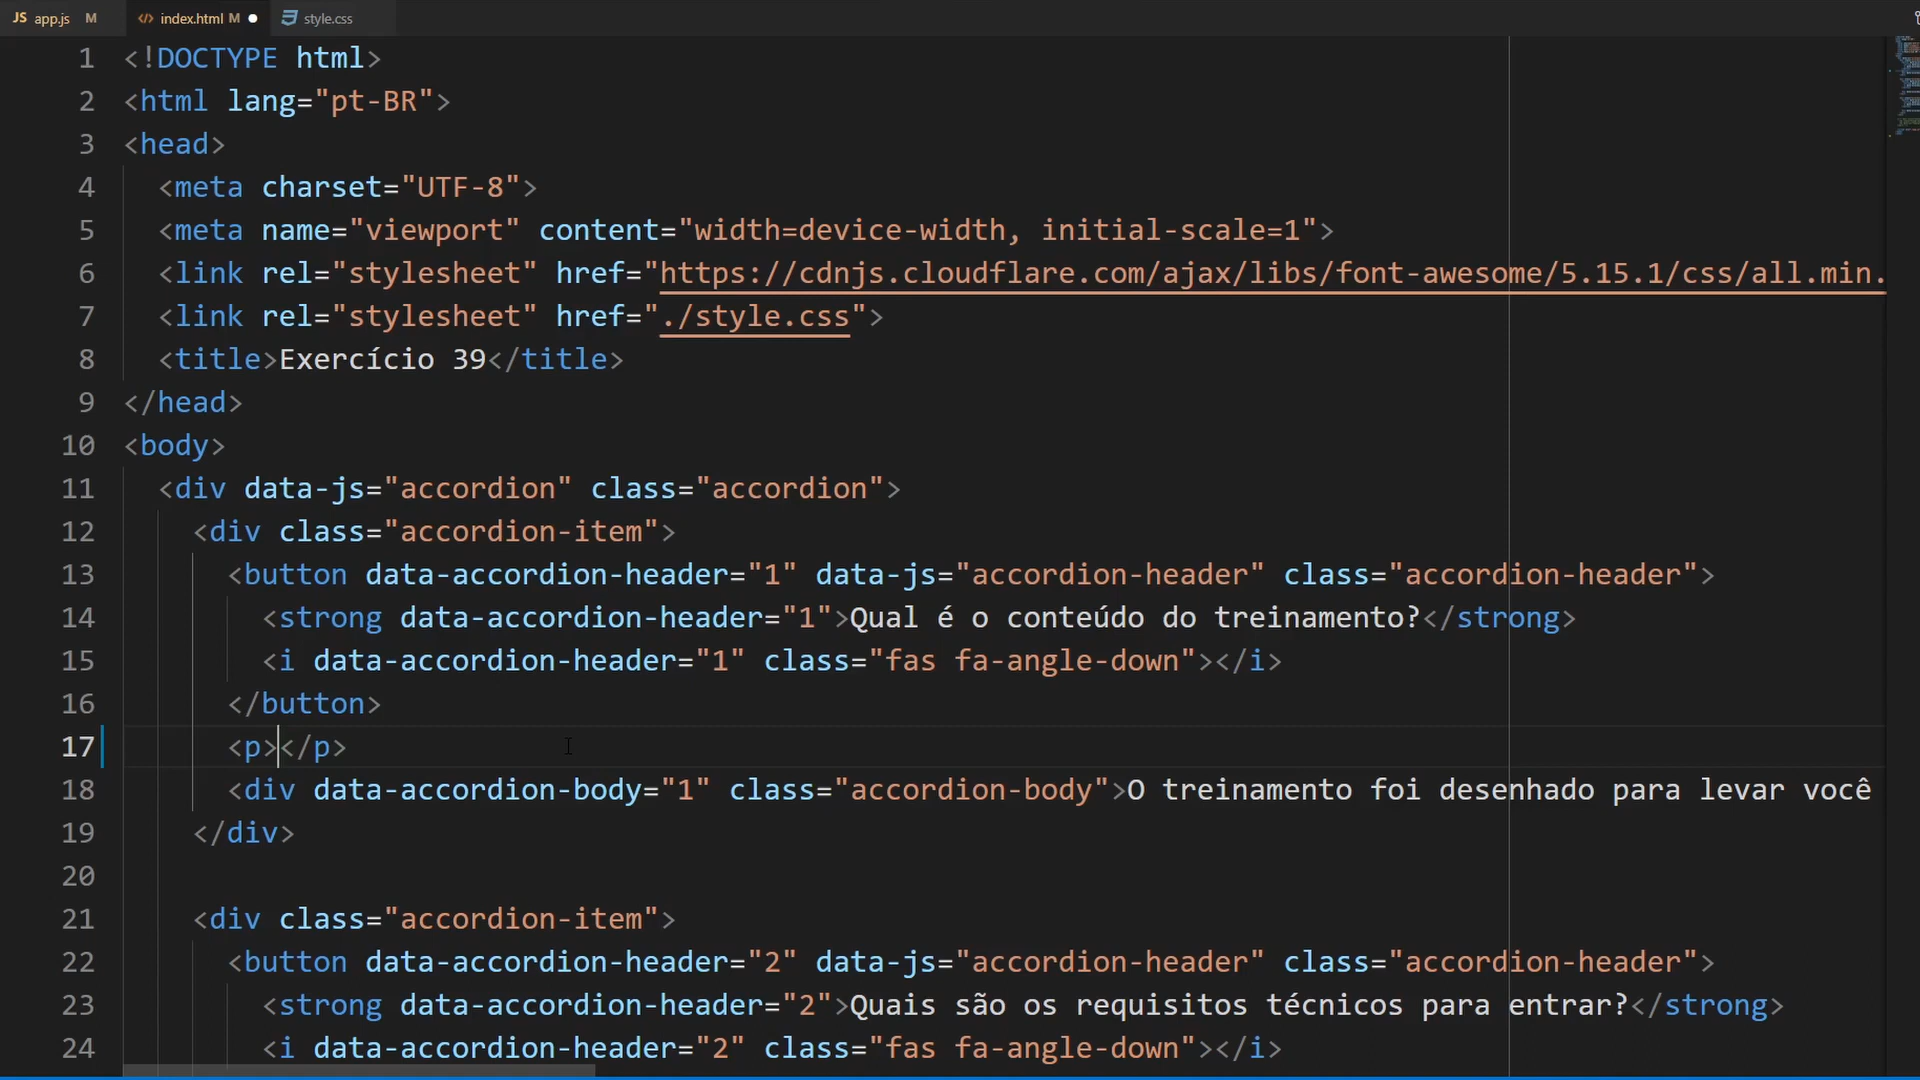 JS app.js M
<> index.html M ●
style.css
1 <!DOCTYPE html>
2 <html lang="pt-BR">
3 <head>
4 <meta charset="UTF-8">
5 <meta name="viewport" content="width=device-width, initial-scale=1">
6 <link rel="stylesheet" href="https://cdnjs.cloudflare.com/ajax/libs/font-awesome/5.15.1/css/all.min.
7 <link rel="stylesheet" href="./style.css">
8 <title>Exercício 39</title>
9 </head>
10 <body>
11 <div data-js="accordion" class="accordion">
12 <div class="accordion-item">
13 <button data-accordion-header="1" data-js="accordion-header" class="accordion-header">
14 <strong data-accordion-header="1">Qual é o conteúdo do treinamento?</strong>
15 <i data-accordion-header="1" class="fas fa-angle-down"></i>
16 </button>
17 <p></p>
18 <div data-accordion-body="1" class="accordion-body">O treinamento foi desenhado para levar você
19 </div>
20
21 <div class="accordion-item">
22 <button data-accordion-header="2" data-js="accordion-header" class="accordion-header">
23 <strong data-accordion-header="2">Quais são os requisitos técnicos para entrar?</strong>
24 <i data-accordion-header="2" class="fas fa-angle-down"></i>